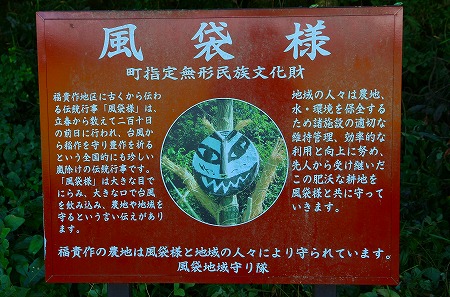 風袋様
町指定無形民族文化財
福貴作地区に古くから伝わ
る伝統行事「風袋様」は、
立春から数えて二百十日
の前日に行われ、台風か
ら稲作を守り豊作を祈る
という全国的にも珍しい
風除けの伝統行事です。
「風袋様」は大きな目で
にらみ、大きな口で台風
を飲み込み、農地や地域を
守るという言い伝えがあり
ます。
地域の人々は農地、
水・環境を保全する
ため諸施設の適切な
維持管理、効率的な
利用と向上に努め、
先人から受け継いだ
この肥沃な耕地を
風袋様と共に守って
いきます。
福貴作の農地は風袋様と地域の人々により守られています。
風袋地域守り隊